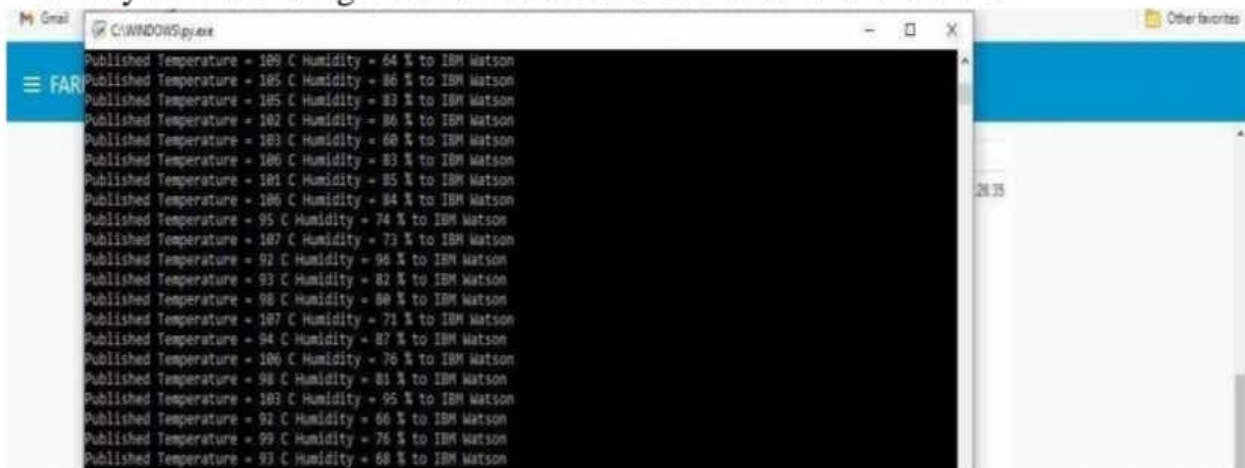 Gmail
C:\WINDOWS\py.exe
Other favorites
FAR
Published Temperature = 109 C Humidity = 64 % to IBM Watson
Published Temperature = 105 C Humidity = 86 % to IBM Watson
Published Temperature = 105 C Humidity = 83 % to IBM Watson
Published Temperature = 102 C Humidity = 86 % to IBM Watson
Published Temperature = 103 C Humidity = 60 % to IBM Watson
Published Temperature = 106 C Humidity = 83 % to IBM Watson
Published Temperature = 101 C Humidity = 85 % to IBM Watson
Published Temperature = 106 C Humidity = 84 % to IBM Watson
Published Temperature = 95 C Humidity = 74 % to IBM Watson
Published Temperature = 107 C Humidity = 73 % to IBM Watson
Published Temperature = 92 C Humidity = 96 % to IBM Watson
Published Temperature = 93 C Humidity = 82 % to IBM Watson
Published Temperature = 98 C Humidity = 80 % to IBM Watson
Published Temperature = 107 C Humidity = 71 % to IBM Watson
Published Temperature = 94 C Humidity = 87 % to IBM Watson
Published Temperature = 106 C Humidity = 76 % to IBM Watson
Published Temperature = 98 C Humidity = 81 % to IBM Watson
Published Temperature = 103 C Humidity = 95 % to IBM Watson
Published Temperature = 92 C Humidity = 66 % to IBM Watson
Published Temperature = 99 C Humidity = 76 % to IBM Watson
Published Temperature = 93 C Humidity = 68 % to IBM Watson
:26:35